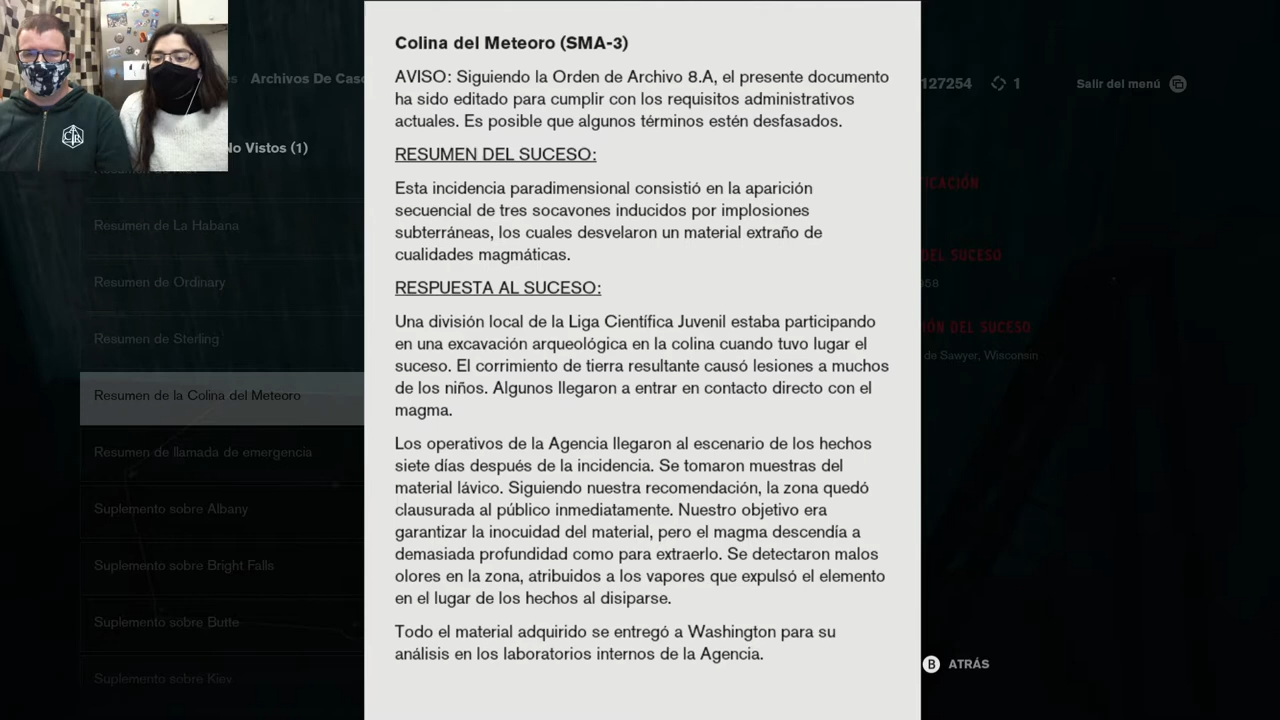 Colina del Meteoro (SMA-3)
AVISO: Siguiendo la Orden de Archivo 8.A, el presente documento
ha sido editado para cumplir con los requisitos administrativos
actuales. Es posible que algunos términos estén desfasados.
RESUMEN DEL SUCESO:
Esta incidencia paradimensional consistió en la aparición
secuencial de tres socavones inducidos por implosiones
subterráneas, los cuales desvelaron un material extraño de
cualidades magmáticas.
RESPUESTA AL SUCESO:
Una división local de la Liga Científica Juvenil estaba participando
en una excavación arqueológica en la colina cuando tuvo lugar el
suceso. El corrimiento de tierra resultante causó lesiones a muchos
de los niños. Algunos llegaron a entrar en contacto directo con el
magma.
Los operativos de la Agencia llegaron al escenario de los hechos
siete días después de la incidencia. Se tomaron muestras del
material lávico. Siguiendo nuestra recomendación, la zona quedó
clausurada al público inmediatamente. Nuestro objetivo era
garantizar la inocuidad del material, pero el magma descendía a
demasiada profundidad como para extraerlo. Se detectaron malos
olores en la zona, atribuidos a los vapores que expulsó el elemento
en el lugar de los hechos al disiparse.
Todo el material adquirido se entregó a Washington para su
análisis en los laboratorios internos de la Agencia.
Archivos De Caso
No Vistos (1)
Resumen de La Habana
Resumen de Ordinary
Resumen de Sterling
Resumen de la Colina del Meteoro
Resumen de llamada de emergencia
Suplemento sobre Albany
Suplemento sobre Bright Falls
Suplemento sobre Butte
Suplemento sobre Kiev
127254
1
Salir del menú
FICACIÓN
DEL SUCESO
58
IÓN DEL SUCESO
de Sawyer, Wisconsin
B ATRÁS